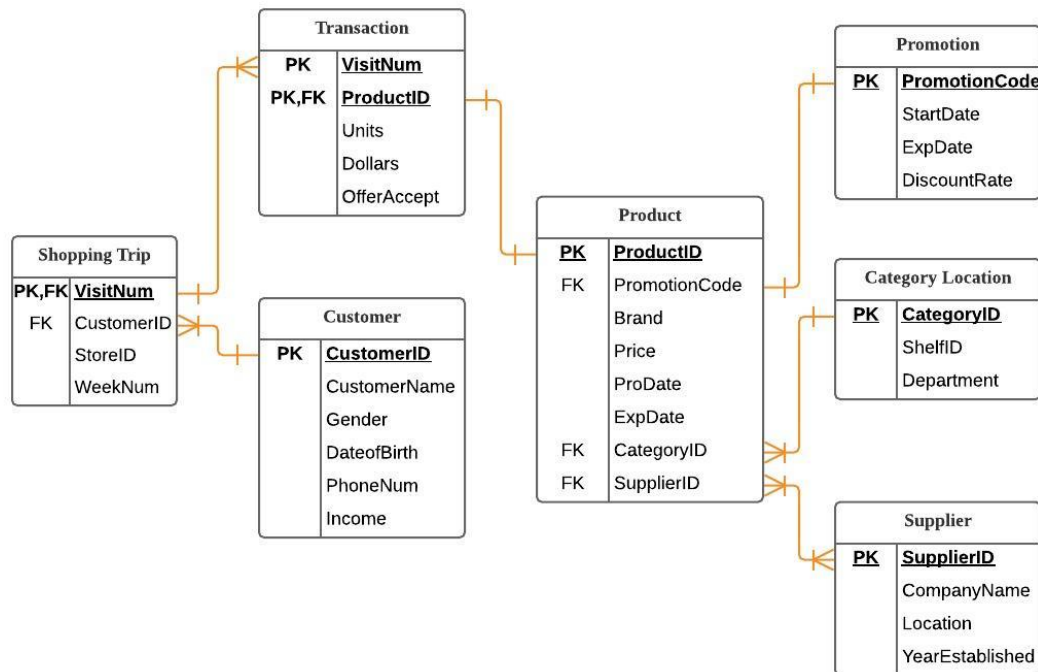 Transaction
PK VisitNum
PK,FK ProductID
Units
Dollars
OfferAccept
Promotion
PK PromotionCode
StartDate
ExpDate
DiscountRate
Shopping Trip
PK,FK VisitNum
FK CustomerID
StoreID
WeekNum
Customer
PK CustomerID
CustomerName
Gender
DateofBirth
PhoneNum
Income
Product
PK ProductID
FK PromotionCode
Brand
Price
ProDate
ExpDate
FK CategoryID
FK SupplierID
Category Location
PK CategoryID
ShelfID
Department
Supplier
PK SupplierID
CompanyName
Location
YearEstablished